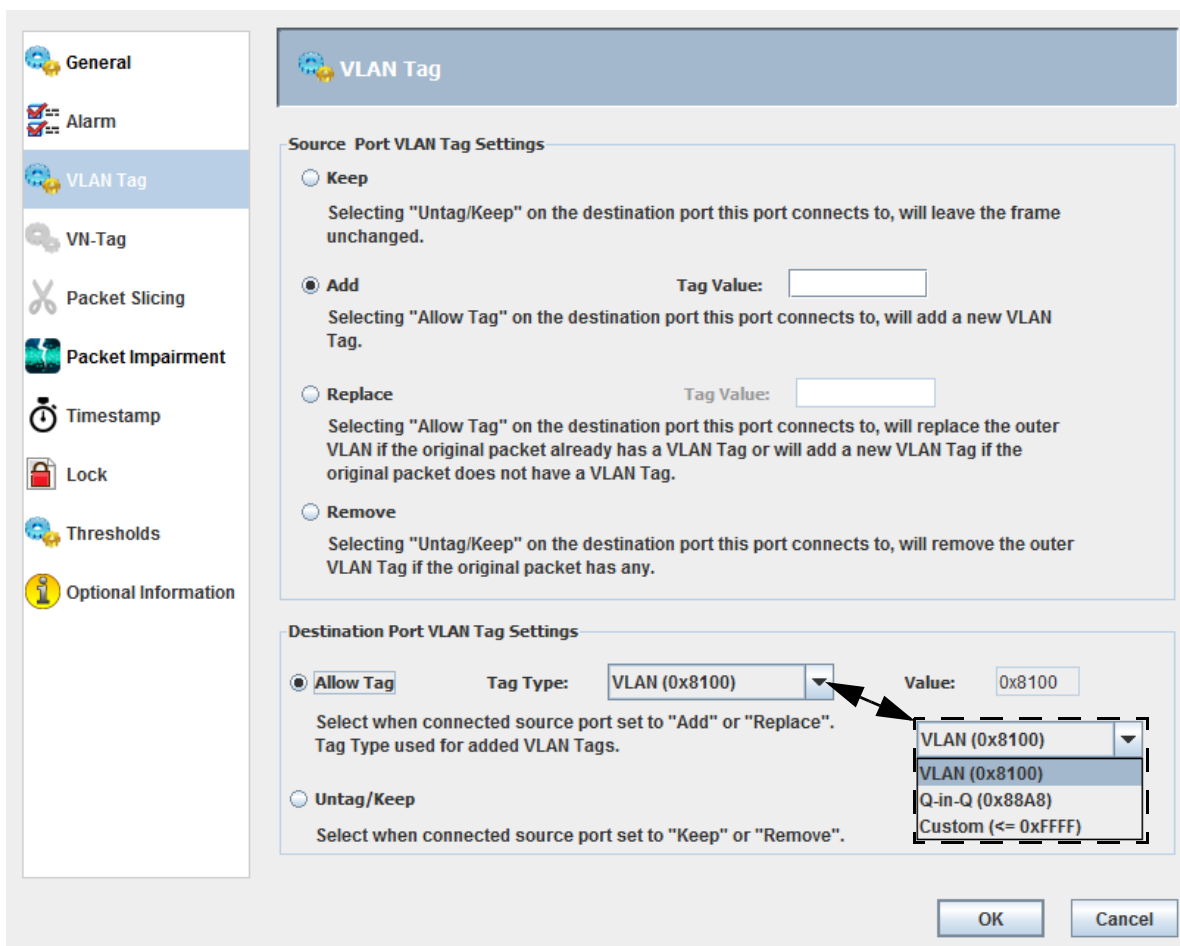 General
Alarm
VLAN Tag
VN-Tag
Packet Slicing
Packet Impairment
Timestamp
Lock
Thresholds
Optional Information
VLAN Tag
Source Port VLAN Tag Settings
Keep
Selecting "Untag/Keep" on the destination port this port connects to, will leave the frame
unchanged.
Add Tag Value:
Selecting "Allow Tag" on the destination port this port connects to, will add a new VLAN
Tag.
Replace Tag Value:
Selecting "Allow Tag" on the destination port this port connects to, will replace the outer
VLAN if the original packet already has a VLAN Tag or will add a new VLAN Tag if the
original packet does not have a VLAN Tag.
Remove
Selecting "Untag/Keep" on the destination port this port connects to, will remove the outer
VLAN Tag if the original packet has any.
Destination Port VLAN Tag Settings
Allow Tag Tag Type: VLAN (0x8100) Value: 0x8100
Select when connected source port set to "Add" or "Replace".
Tag Type used for added VLAN Tags.
VLAN (0x8100)
VLAN (0x8100)
Q-in-Q (0x88A8)
Custom (<= 0xFFFF)
Untag/Keep
Select when connected source port set to "Keep" or "Remove".
OK Cancel